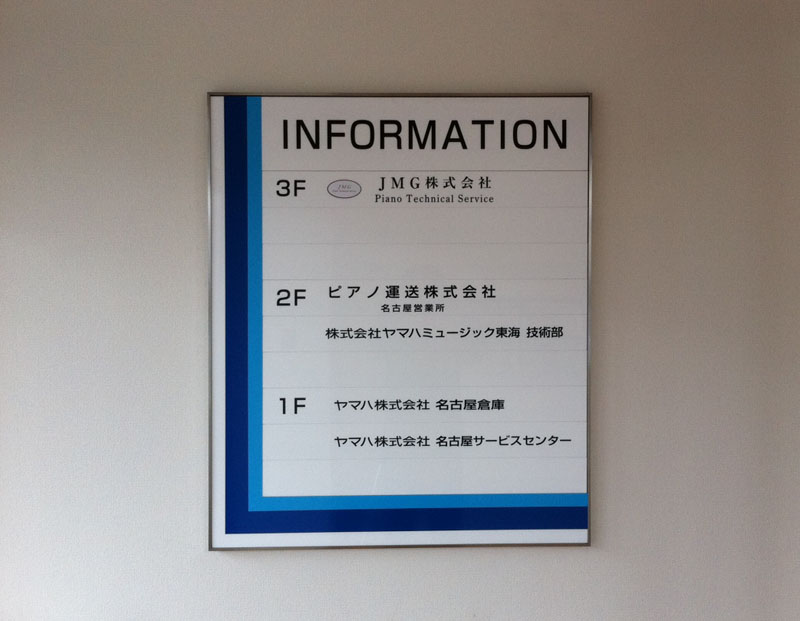 INFORMATION
3F JMG JMG株式会社
Piano Technical Service
2F ピアノ運送株式会社
名古屋営業所
株式会社ヤマハミュージック東海 技術部
1F ヤマハ株式会社 名古屋倉庫
ヤマハ株式会社 名古屋サービスセンター